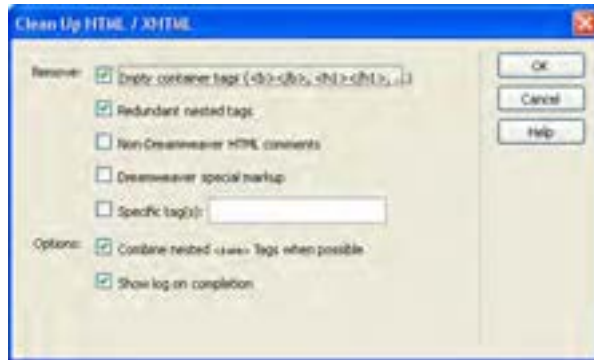 Clean Up HTML / XHTML
Remove: Empty container tags (<b></b>, <h1></h1>, ...)
OK
Redundant nested tags
Cancel
Non-Dreamweaver HTML comments
Help
Dreamweaver special markup
Specific tag(s):
Options: Combine nested <font> Tags when possible
Show log on completion